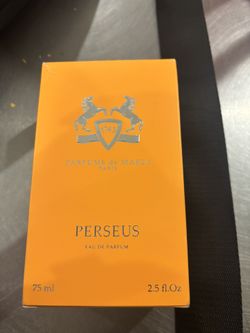 PARFUMS de MARLY
PARIS
PERSEUS
EAU DE PARFUM
75 ml 2.5 fl.Oz